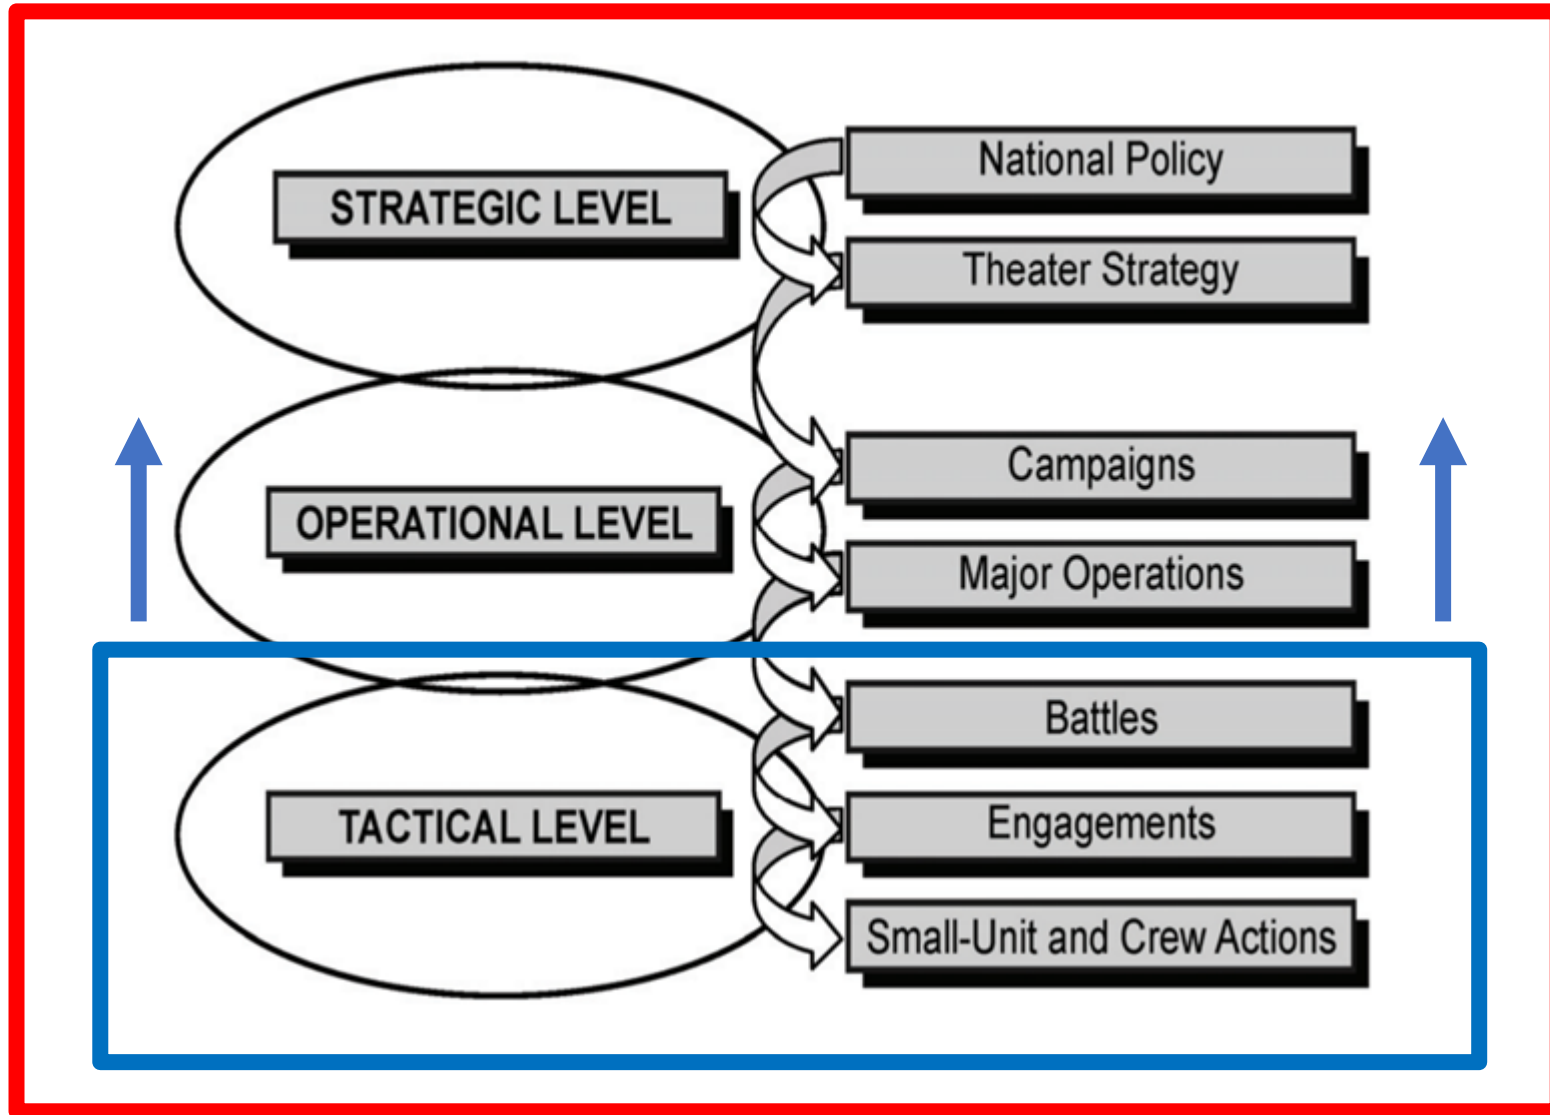 STRATEGIC LEVEL
National Policy
Theater Strategy
OPERATIONAL LEVEL
Campaigns
Major Operations
TACTICAL LEVEL
Battles
Engagements
Small-Unit and Crew Actions